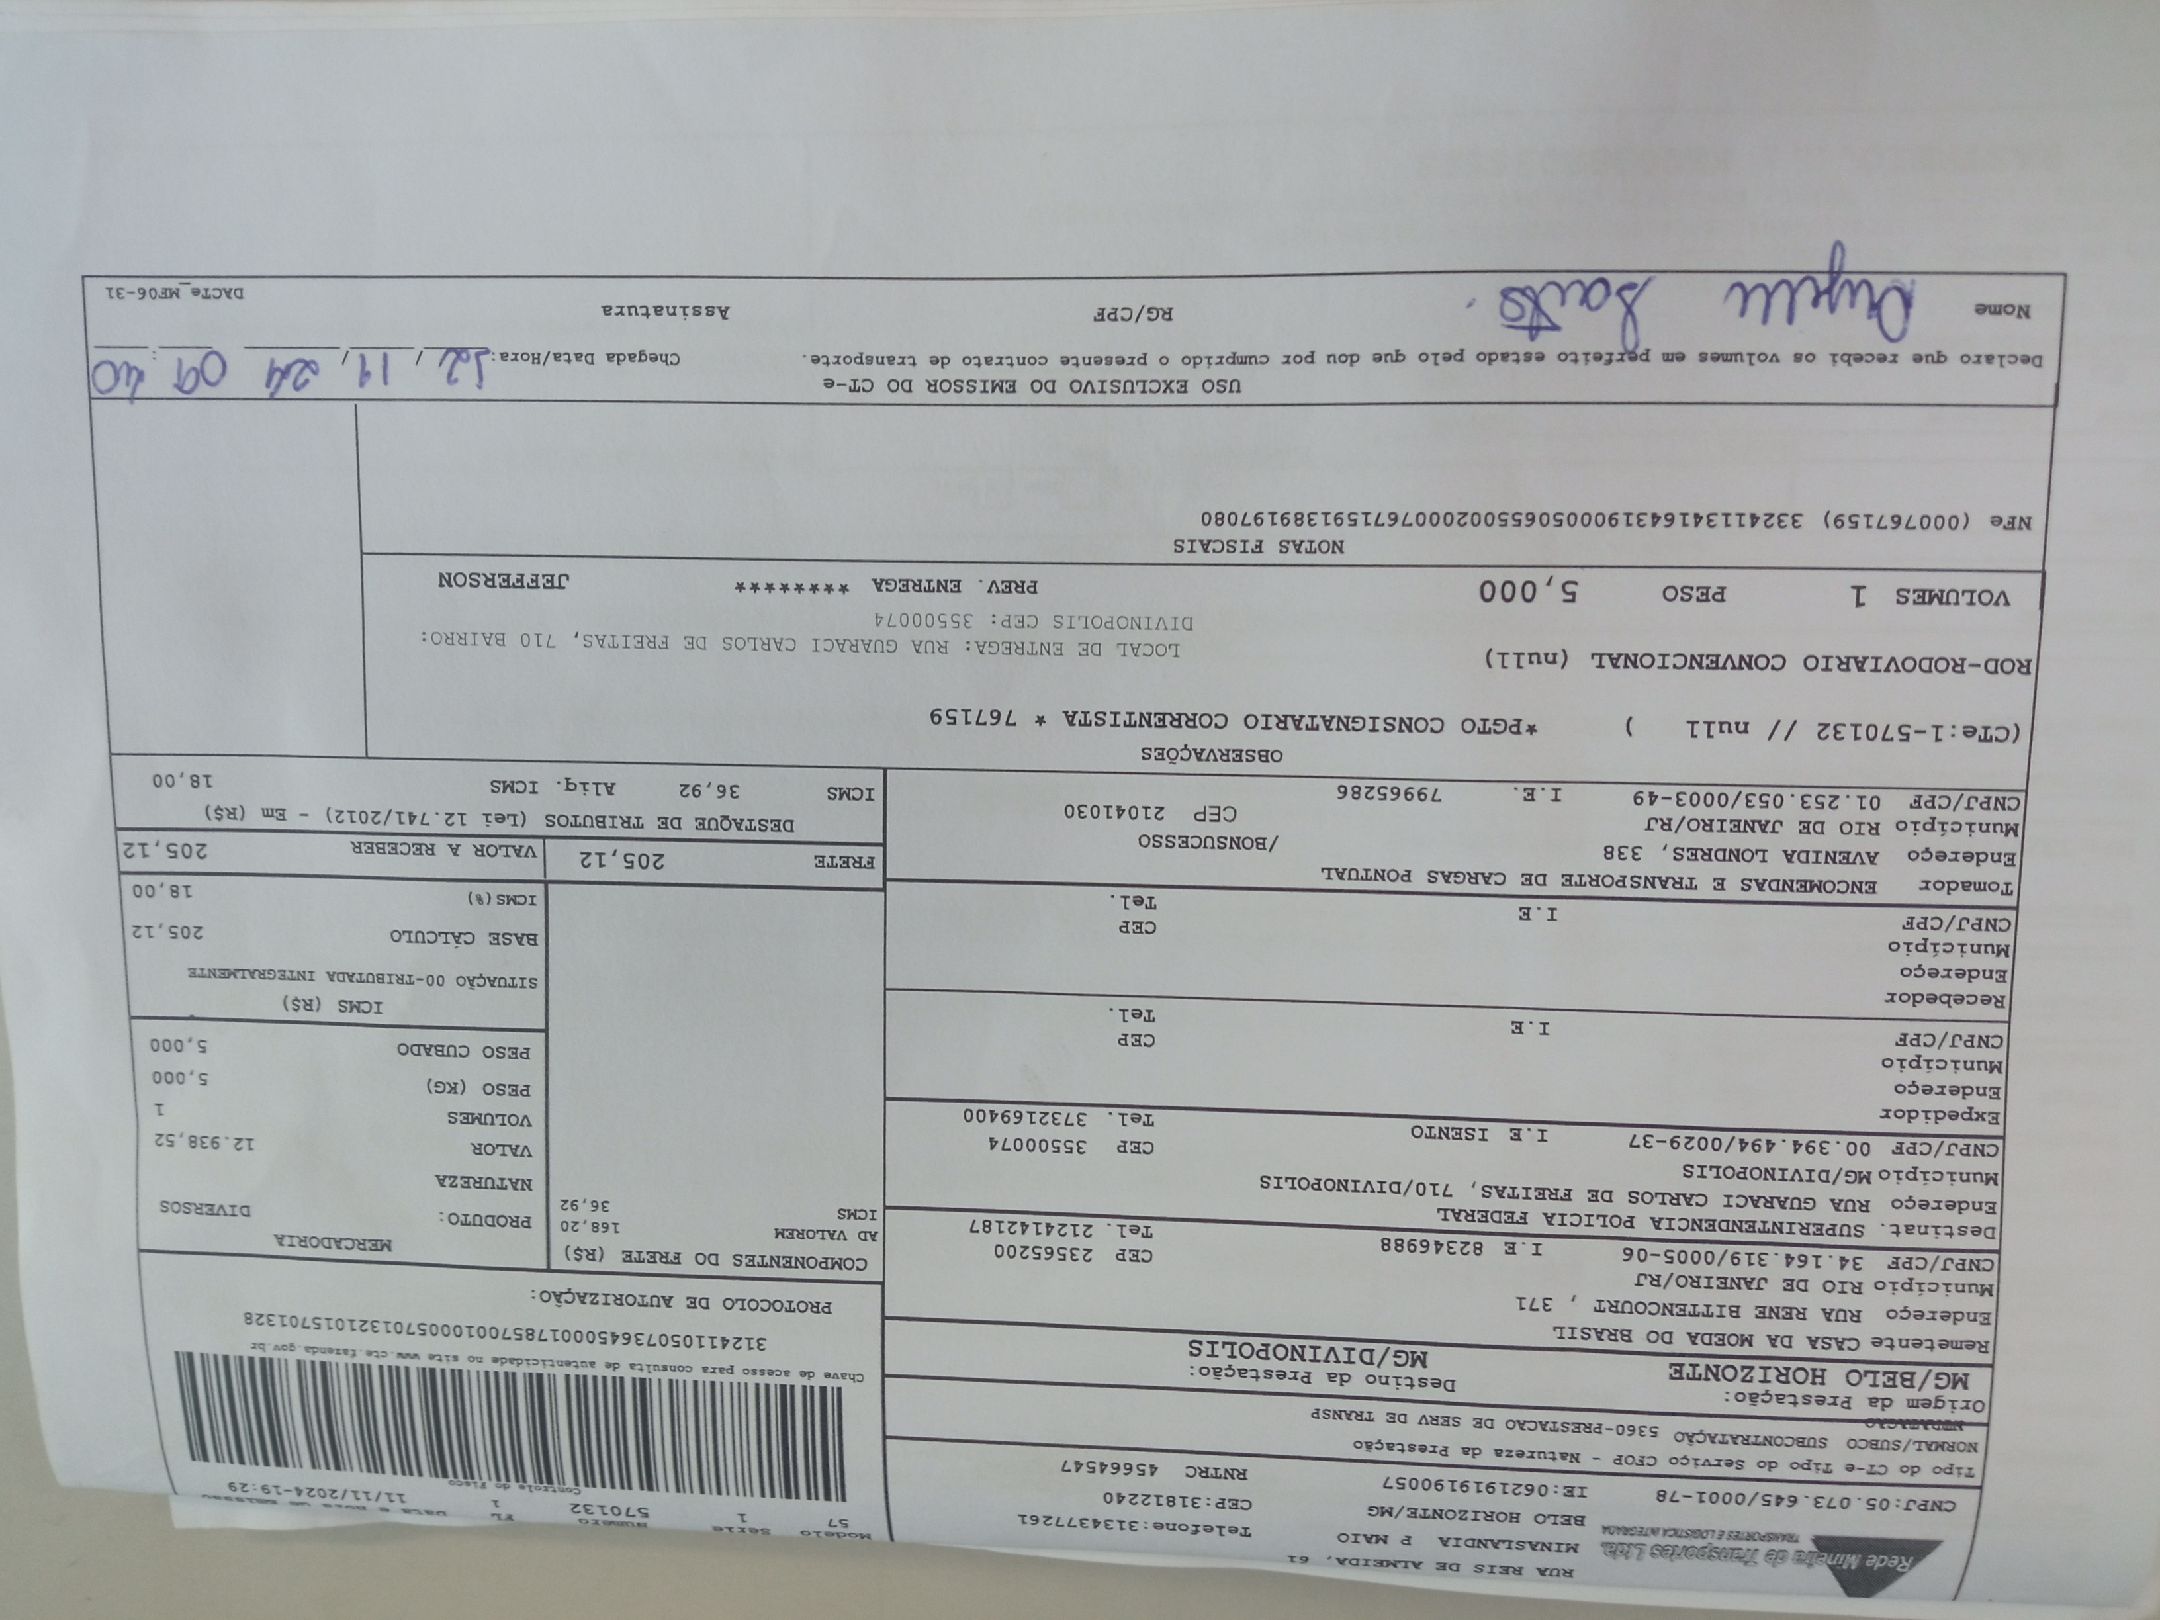 Rede Mineira de Transportes Ltda.
TRANSPORTES E LOGÍSTICA INTEGRADA
RUA REIS DE ALMEIDA, 61
MINASLANDIA P MAIO Telefone:3134377261
BELO HORIZONTE/MG CEP:31812240
CNPJ:05.073.645/0001-78 IE:0621919190057 RNTRC 45664547
Modelo Serie Numero FL Data e Hora de Emissão
57 1 570132 1 11/11/2024-19:29
Controle do Fisco
Tipo do CT-e Tipo do Serviço CFOP - Natureza da Prestação
NORMAL/SUBCO SUBCONTRATAÇÃO 5360-PRESTACAO DE SERV DE TRANSP
Origem da Prestação: Destino da Prestação:
MG/BELO HORIZONTE MG/DIVINOPOLIS
Chave de acesso para consulta de autenticidade no site www.cte.fazenda.gov.br
31241105073645000178570010005701321015701328
PROTOCOLO DE AUTORIZAÇÃO:
Remetente CASA DA MOEDA DO BRASIL
Endereço RUA RENE BITTENCOURT , 371
Município RIO DE JANEIRO/RJ CEP 23565200
CNPJ/CPF 34.164.319/0005-06 I.E 82346988 Tel. 2124142187
Destinat. SUPERINTENDENCIA POLICIA FEDERAL
Endereço RUA GUARACI CARLOS DE FREITAS, 710/DIVINOPOLIS
Município MG/DIVINOPOLIS CEP 35500074
CNPJ/CPF 00.394.494/0029-37 I.E ISENTO Tel. 3732169400
Expedidor
Endereço
Município CEP
CNPJ/CPF I.E Tel.
Recebedor
Endereço
Município CEP
CNPJ/CPF I.E Tel.
Tomador ENCOMENDAS E TRANSPORTE DE CARGAS PONTUAL
Endereço AVENIDA LONDRES, 338 /BONSUCESSO
Município RIO DE JANEIRO/RJ CEP 21041030
CNPJ/CPF 01.253.053/0003-49 I.E. 79965286
COMPONENTES DO FRETE (R$)
AD VALOREM 168,20
ICMS 36,92
MERCADORIA
PRODUTO: DIVERSOS
NATUREZA
VALOR 12.938,52
VOLUMES 1
PESO (KG) 5,000
PESO CUBADO 5,000
ICMS (R$)
SITUAÇÃO 00-TRIBUTADA INTEGRALMENTE
BASE CÁLCULO 205,12
ICMS(%) 18,00
FRETE 205,12 VALOR A RECEBER 205,12
DESTAQUE DE TRIBUTOS (Lei 12.741/2012) - Em (R$)
ICMS 36,92 Aliq. ICMS 18,00
OBSERVAÇÕES
(CTe:1-570132 // null ) *PGTO CONSIGNATARIO CORRENTISTA * 767159
ROD-RODOVIARIO CONVENCIONAL (null) LOCAL DE ENTREGA: RUA GUARACI CARLOS DE FREITAS, 710 BAIRRO:
DIVINOPOLIS CEP: 35500074
VOLUMES 1 PESO 5,000 PREV. ENTREGA ******** JEFFERSON
NOTAS FISCAIS
NFe (000767159) 33241134164319000506550020007671591389197080
USO EXCLUSIVO DO EMISSOR DO CT-e
Declaro que recebi os volumes em perfeito estado pelo que dou por cumprido o presente contrato de transporte. Chegada Data/Hora: 12 / 11 / 24 09:40
Nome RG/CPF Assinatura
DACTe_MF06-31